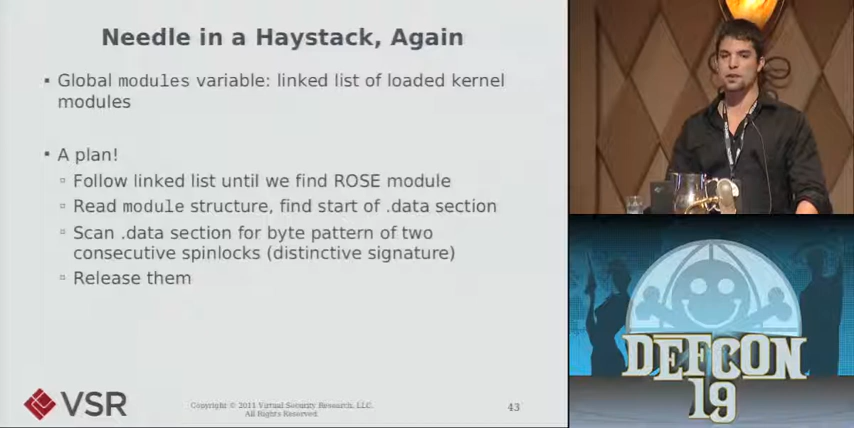 Needle in a Haystack, Again
▪ Global modules variable: linked list of loaded kernel
modules
▪ A plan!
▫ Follow linked list until we find ROSE module
▫ Read module structure, find start of .data section
▫ Scan .data section for byte pattern of two
consecutive spinlocks (distinctive signature)
▫ Release them
VSR
Copyright © 2011 Virtual Security Research, LLC.
All Rights Reserved.
43
DEFCON
19